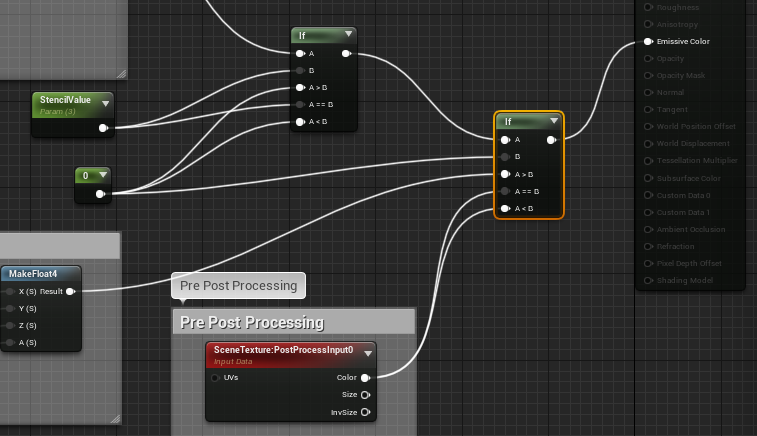 If
A
B
A > B
A == B
A < B
StencilValue
Param (3)
0
If
A
B
A > B
A == B
A < B
Roughness
Anisotropy
Emissive Color
Opacity
Opacity Mask
Normal
Tangent
World Position Offset
World Displacement
Tessellation Multiplier
Subsurface Color
Custom Data 0
Custom Data 1
Ambient Occlusion
Refraction
Pixel Depth Offset
Shading Model
MakeFloat4
X (S) Result
Y (S)
Z (S)
A (S)
Pre Post Processing
Pre Post Processing
SceneTexture:PostProcessInput0
Input Data
UVs Color
Size
InvSize